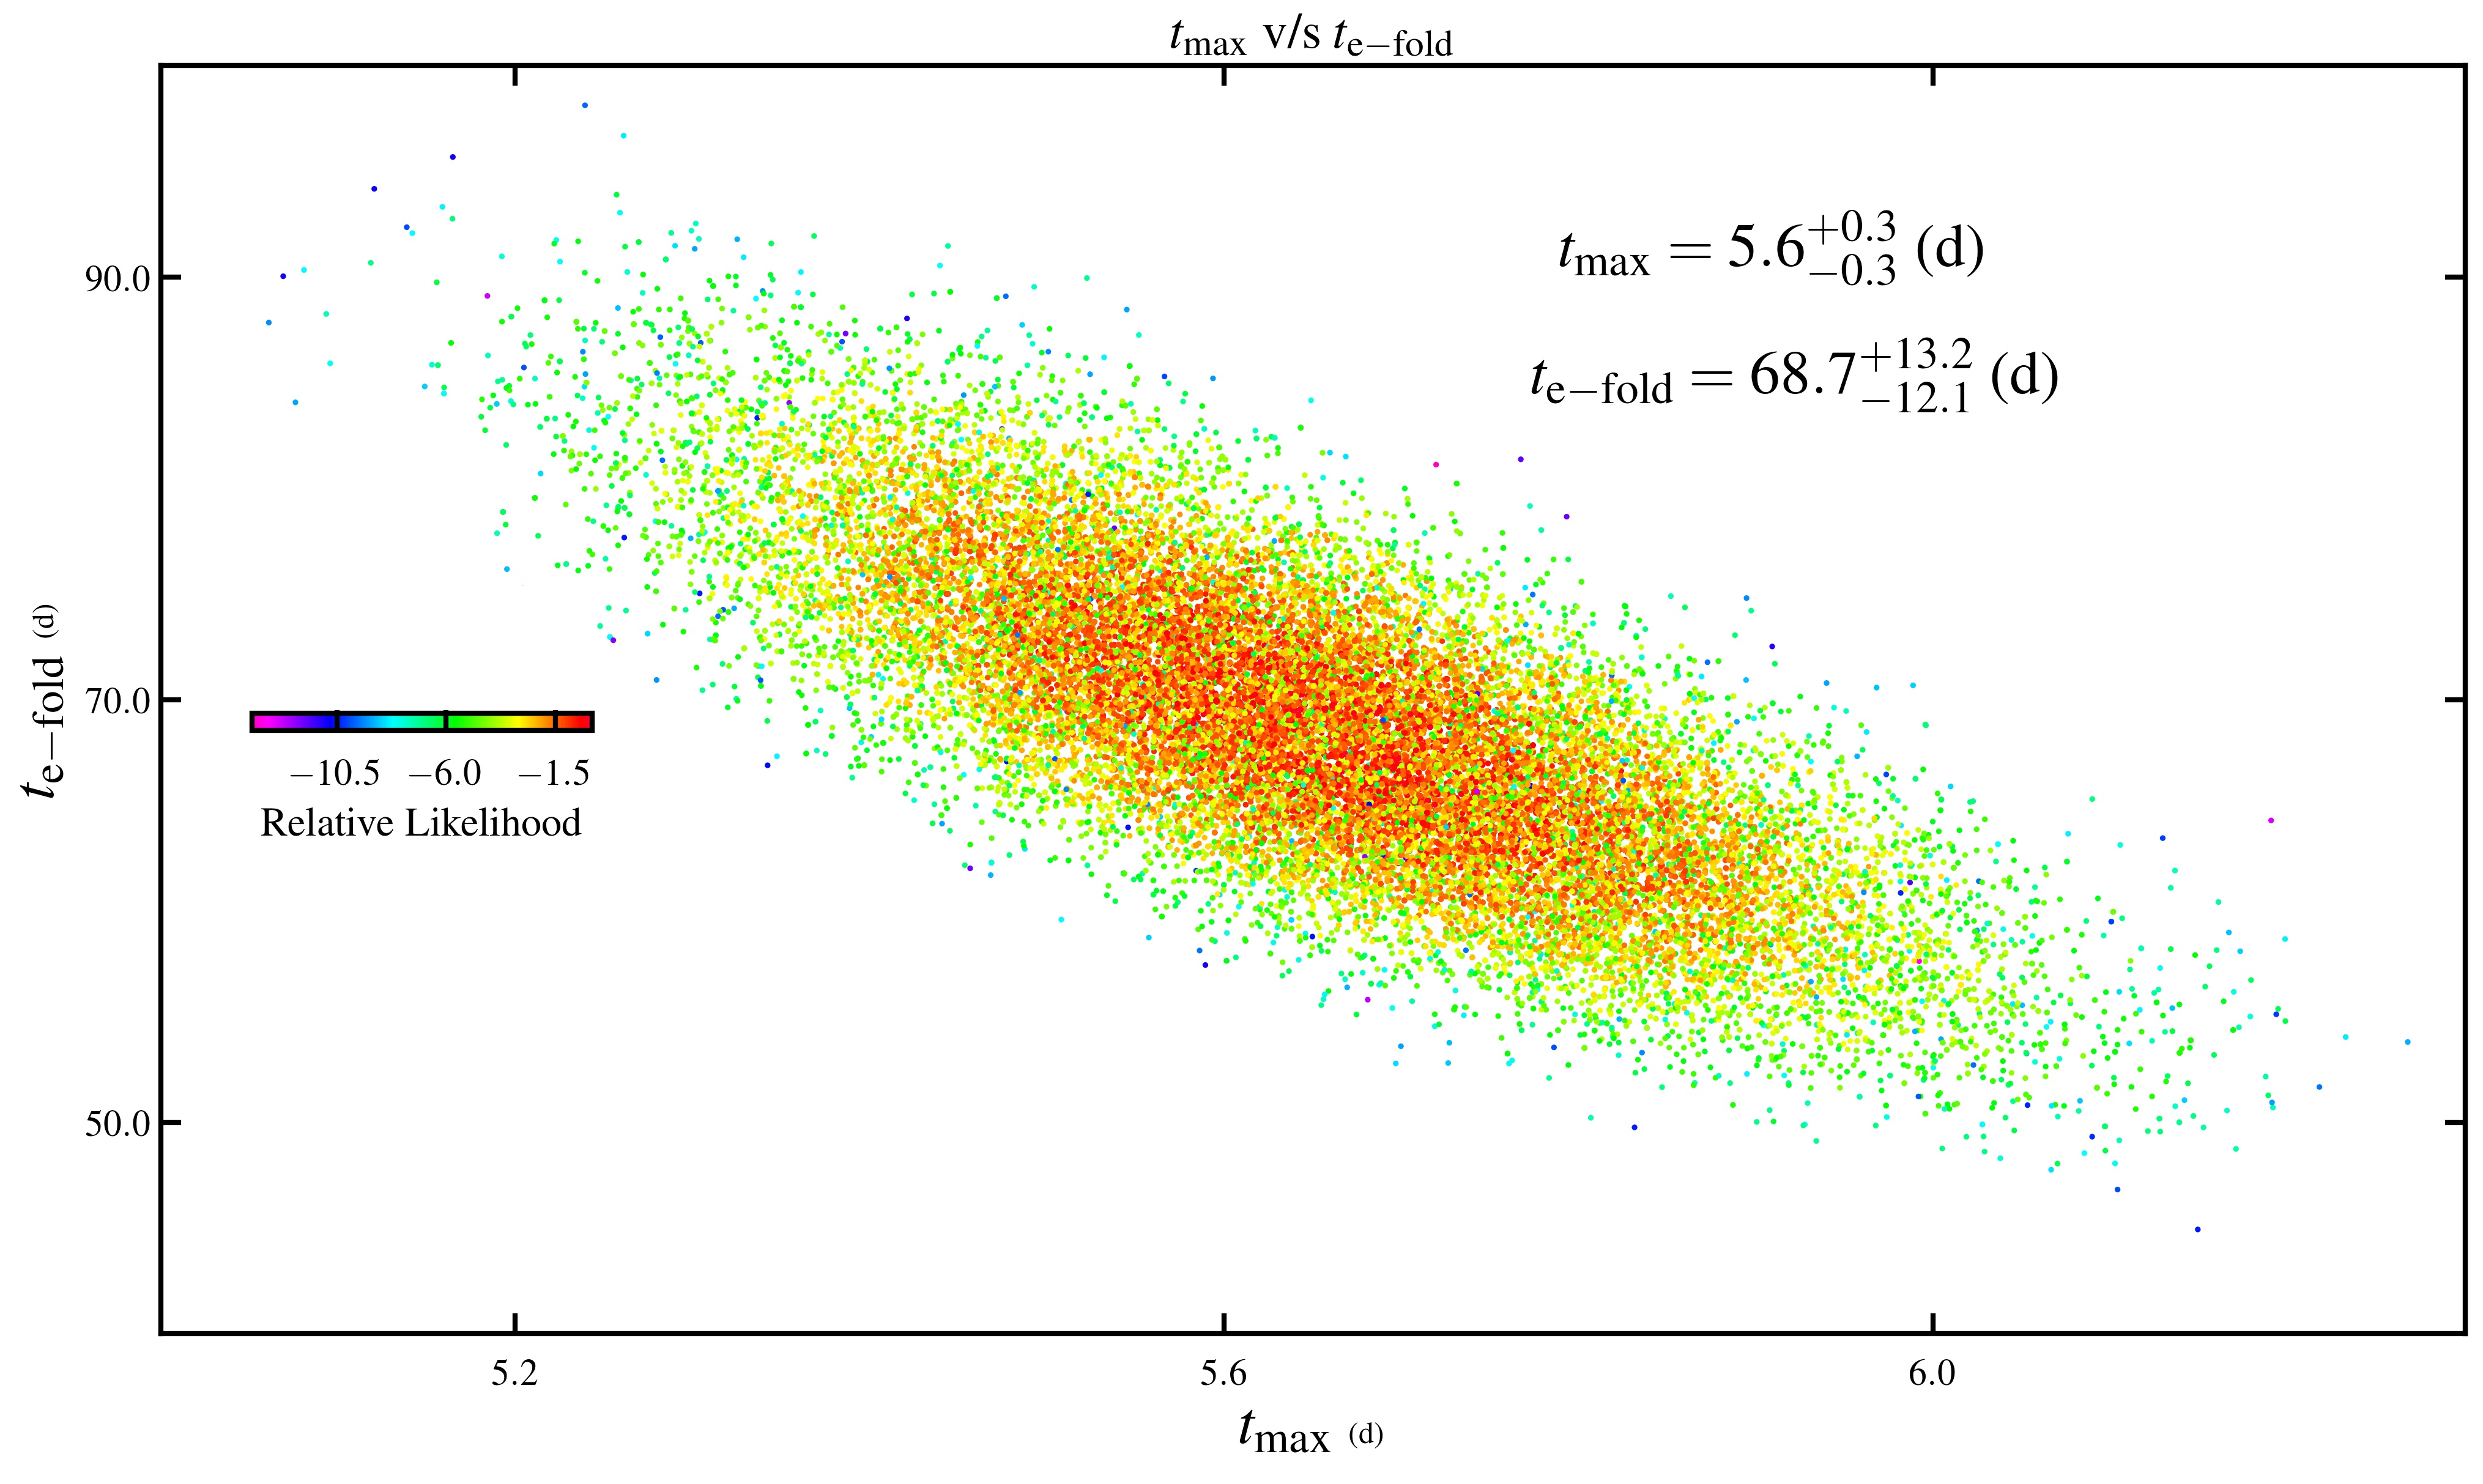 t_max v/s t_e−fold
t_max = 5.6 +0.3 −0.3 (d)
t_e−fold = 68.7 +13.2 −12.1 (d)
90.0
70.0
50.0
t_e−fold (d)
−10.5 −6.0 −1.5
Relative Likelihood
5.2 5.6 6.0
t_max (d)